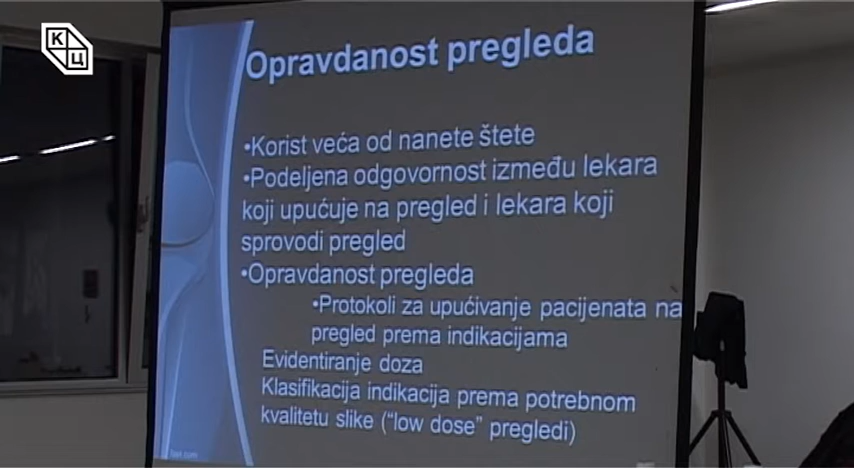 КЦ
Opravdanost pregleda
•Korist veća od nanete štete
•Podeljena odgovornost između lekara
koji upućuje na pregled i lekara koji
sprovodi pregled
•Opravdanost pregleda
•Protokoli za upućivanje pacijenata na
pregled prema indikacijama
Evidentiranje doza
Klasifikacija indikacija prema potrebnom
kvalitetu slike (“low dose” pregledi)